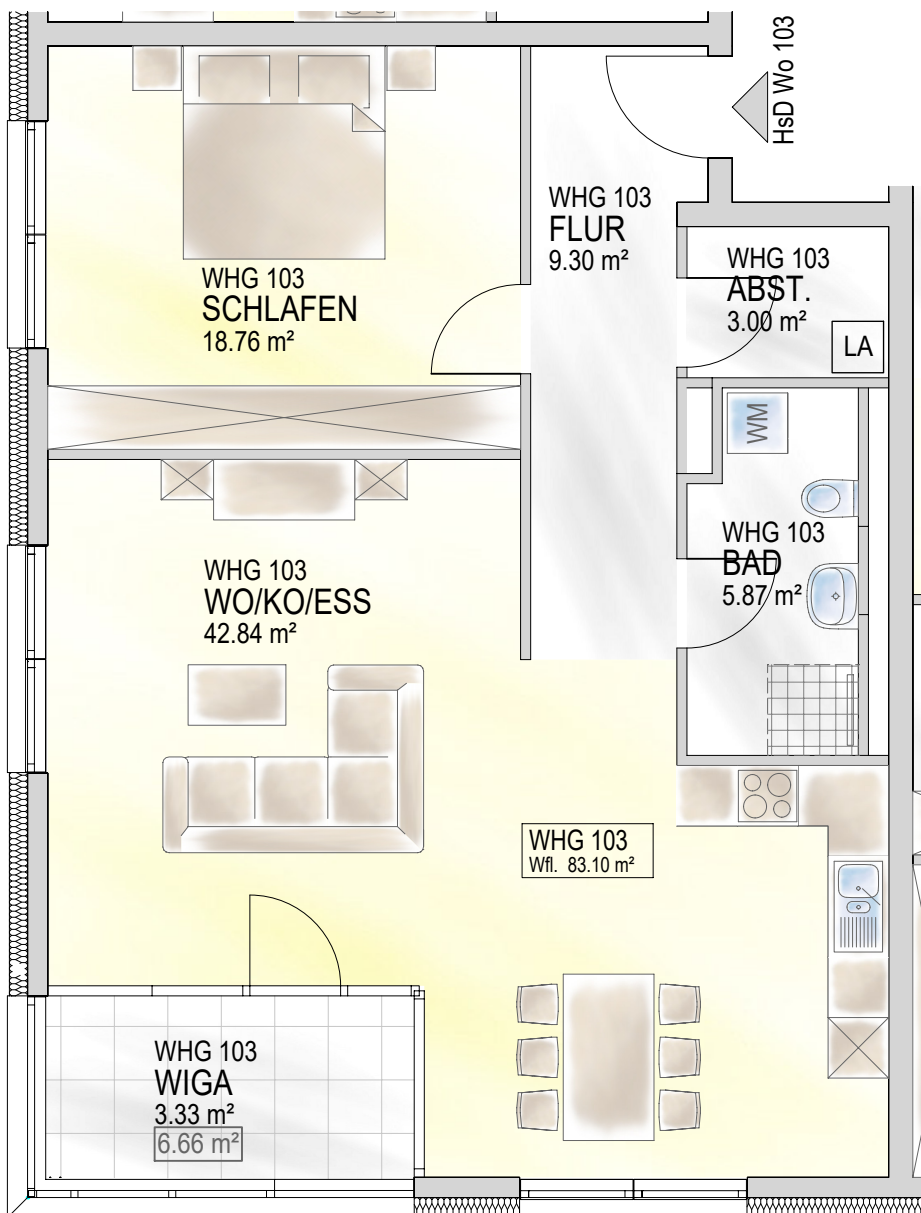 HsD Wo 103
WHG 103
FLUR
9.30 m²
WHG 103
ABST.
3.00 m²
LA
WHG 103
SCHLAFEN
18.76 m²
WM
WHG 103
BAD
5.87 m²
WHG 103
WO/KO/ESS
42.84 m²
WHG 103
Wfl. 83.10 m²
WHG 103
WIGA
3.33 m²
6.66 m²